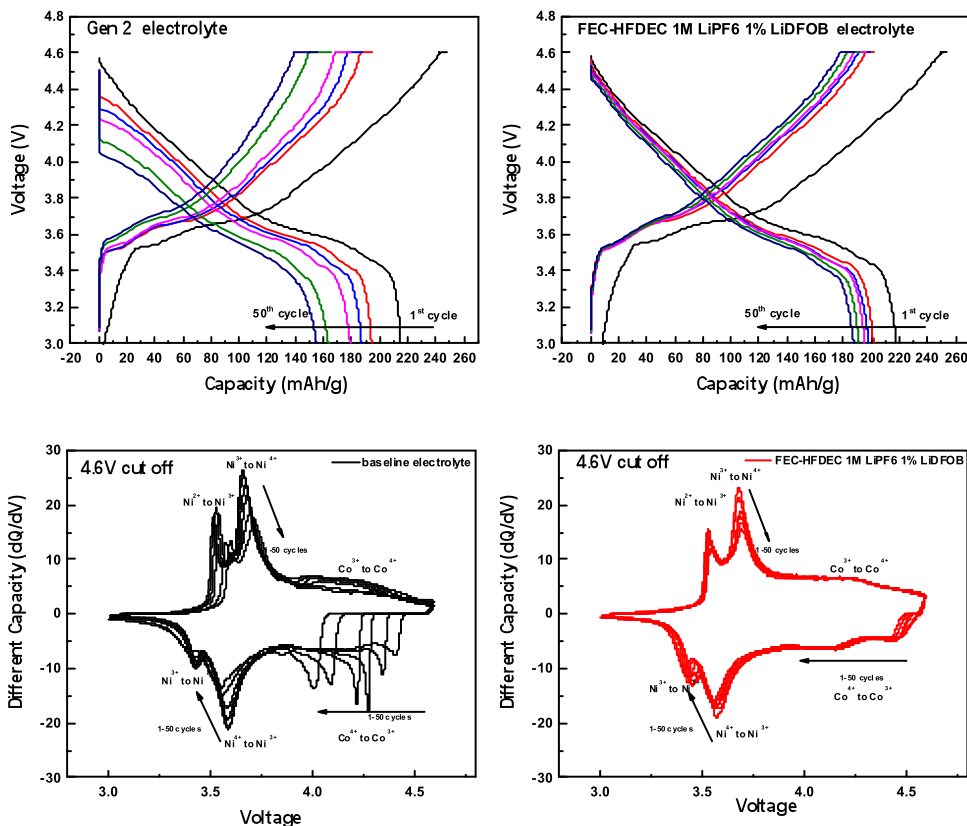 Gen 2 electrolyte
4.8
4.6
4.4
4.2
4.0
3.8
3.6
3.4
3.2
3.0
Voltage (V)
50th cycle
1st cycle
-20 0 20 40 60 80 100 120 140 160 180 200 220 240 260
Capacity (mAh/g)
FEC-HFDEC 1M LiPF6 1% LiDFOB electrolyte
4.8
4.6
4.4
4.2
4.0
3.8
3.6
3.4
3.2
3.0
Voltage (V)
50th cycle
1st cycle
-20 0 20 40 60 80 100 120 140 160 180 200 220 240 260
Capacity (mAh/g)
4.6V cut off
baseline electrolyte
30
20
10
0
-10
-20
-30
Different Capacity (dQ/dV)
Ni3+ to Ni4+
Ni2+ to Ni3+
1-50 cycles
Co3+ to Co4+
Ni3+ to Ni
1-50 cycles
Ni4+ to Ni3+
1-50 cycles
Co4+ to Co3+
3.0 3.5 4.0 4.5
Voltage
4.6V cut off
FEC-HFDEC 1M LiPF6 1% LiDFOB
30
20
10
0
-10
-20
-30
Different Capacity (dQ/dV)
Ni3+ to Ni4+
Ni2+ to Ni3+
1-50 cycles
Co3+ to Co4+
Ni3+ to Ni
1-50 cycles
Ni4+ to Ni3+
1-50 cycles
Co4+ to Co3+
3.0 3.5 4.0 4.5
Voltage